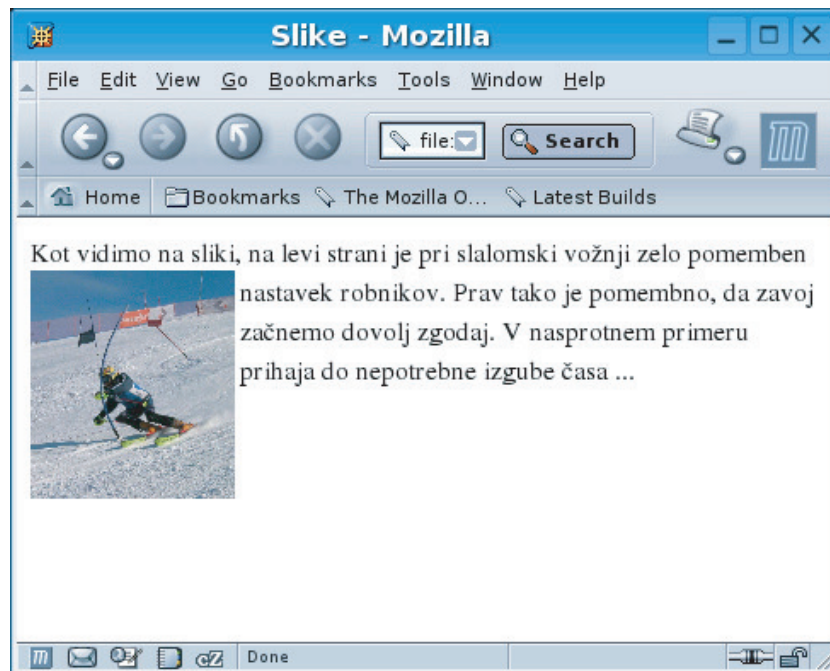 Slike - Mozilla
File Edit View Go Bookmarks Tools Window Help
file: Search
Home Bookmarks The Mozilla O... Latest Builds
Kot vidimo na sliki, na levi strani je pri slalomski vožnji zelo pomemben
nastavek robnikov. Prav tako je pomembno, da zavoj
začnemo dovolj zgodaj. V nasprotnem primeru
prihaja do nepotrebne izgube časa ...
Done